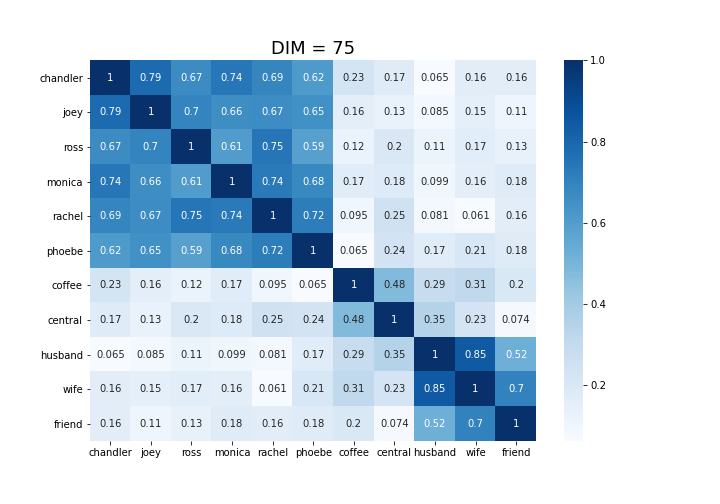 DIM = 75
chandler 1 0.79 0.67 0.74 0.69 0.62 0.23 0.17 0.065 0.16 0.16
joey 0.79 1 0.7 0.66 0.67 0.65 0.16 0.13 0.085 0.15 0.11
ross 0.67 0.7 1 0.61 0.75 0.59 0.12 0.2 0.11 0.17 0.13
monica 0.74 0.66 0.61 1 0.74 0.68 0.17 0.18 0.099 0.16 0.18
rachel 0.69 0.67 0.75 0.74 1 0.72 0.095 0.25 0.081 0.061 0.16
phoebe 0.62 0.65 0.59 0.68 0.72 1 0.065 0.24 0.17 0.21 0.18
coffee 0.23 0.16 0.12 0.17 0.095 0.065 1 0.48 0.29 0.31 0.2
central 0.17 0.13 0.2 0.18 0.25 0.24 0.48 1 0.35 0.23 0.074
husband 0.065 0.085 0.11 0.099 0.081 0.17 0.29 0.35 1 0.85 0.52
wife 0.16 0.15 0.17 0.16 0.061 0.21 0.31 0.23 0.85 1 0.7
friend 0.16 0.11 0.13 0.18 0.16 0.18 0.2 0.074 0.52 0.7 1
chandler joey ross monica rachel phoebe coffee central husband wife friend
1.0
0.8
0.6
0.4
0.2